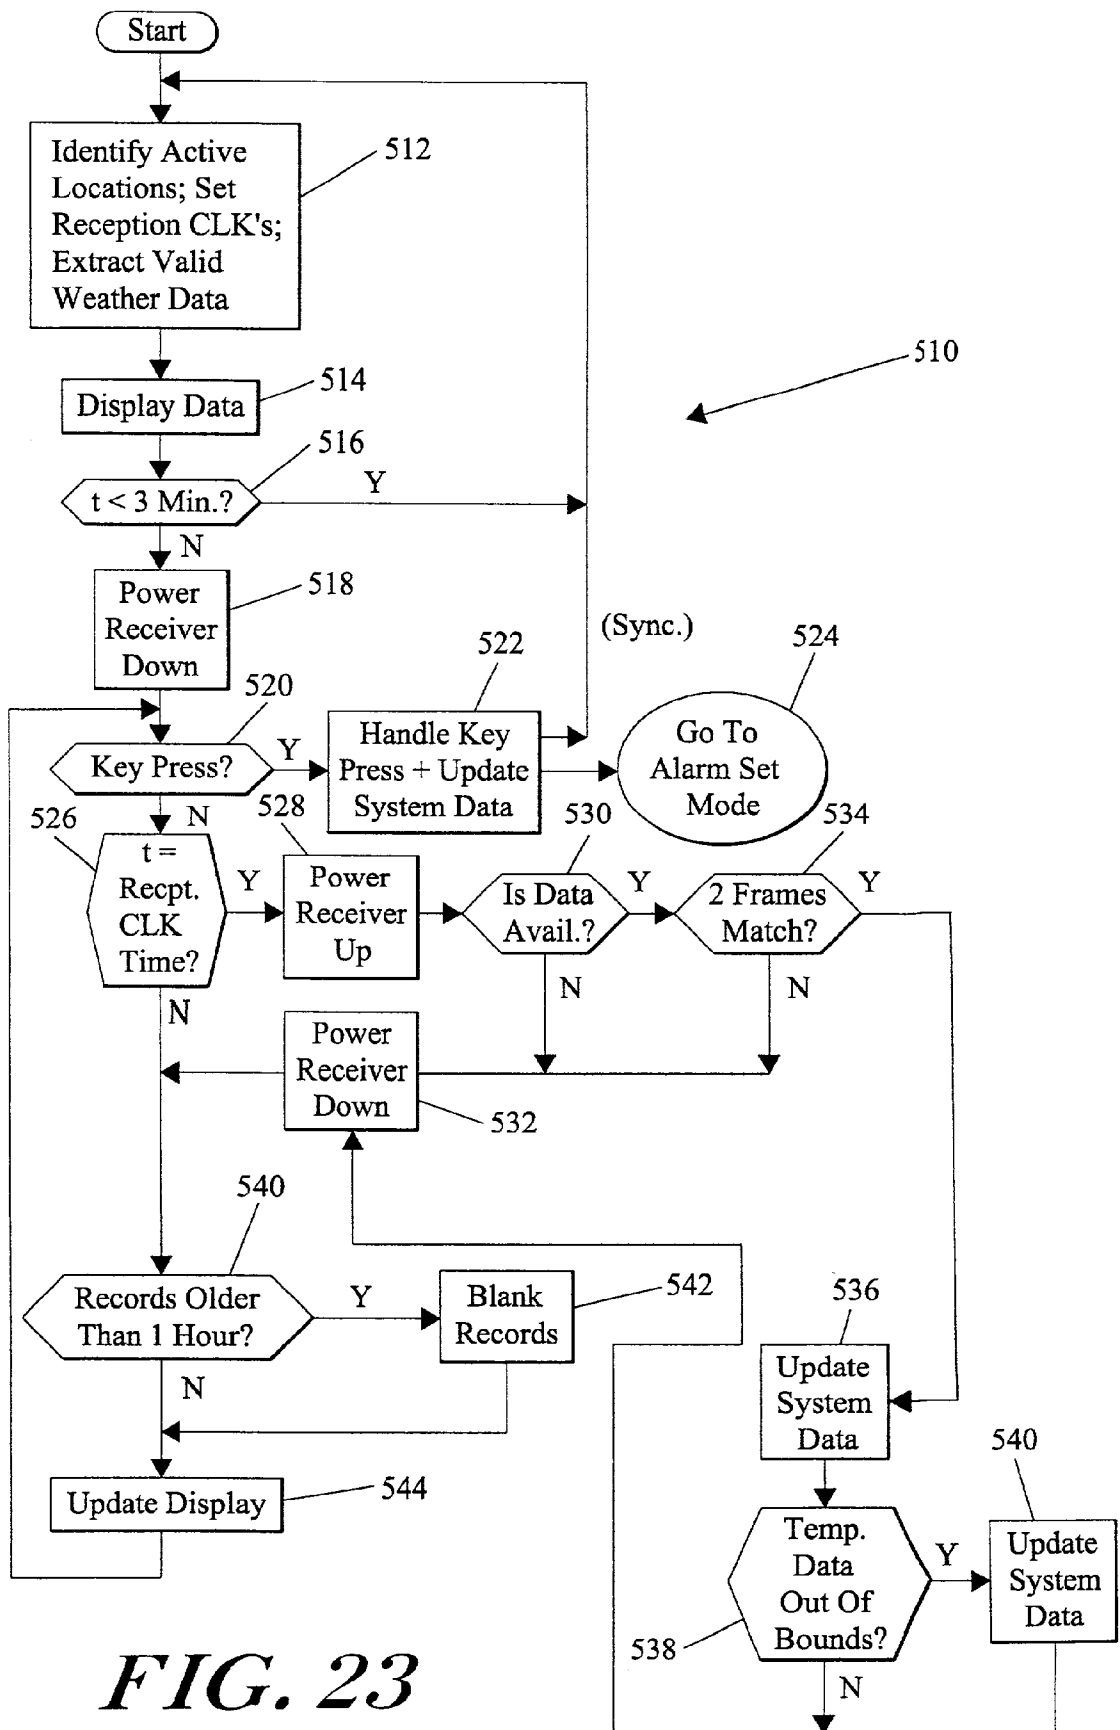 Start
Identify Active
Locations; Set
Reception CLK's;
Extract Valid
Weather Data
512
510
Display Data
514
516
t < 3 Min.?
Y
N
Power
Receiver
Down
518
(Sync.)
520
Key Press?
Y
522
Handle Key
Press + Update
System Data
524
Go To
Alarm Set
Mode
N
526
t =
Recpt.
CLK
Time?
Y
528
Power
Receiver
Up
530
Is Data
Avail.?
Y
534
2 Frames
Match?
Y
N
N
N
Power
Receiver
Down
532
540
Records Older
Than 1 Hour?
Y
Blank
Records
542
N
Update Display
544
536
Update
System
Data
540
Temp.
Data
Out Of
Bounds?
Y
Update
System
Data
538
N
FIG. 23